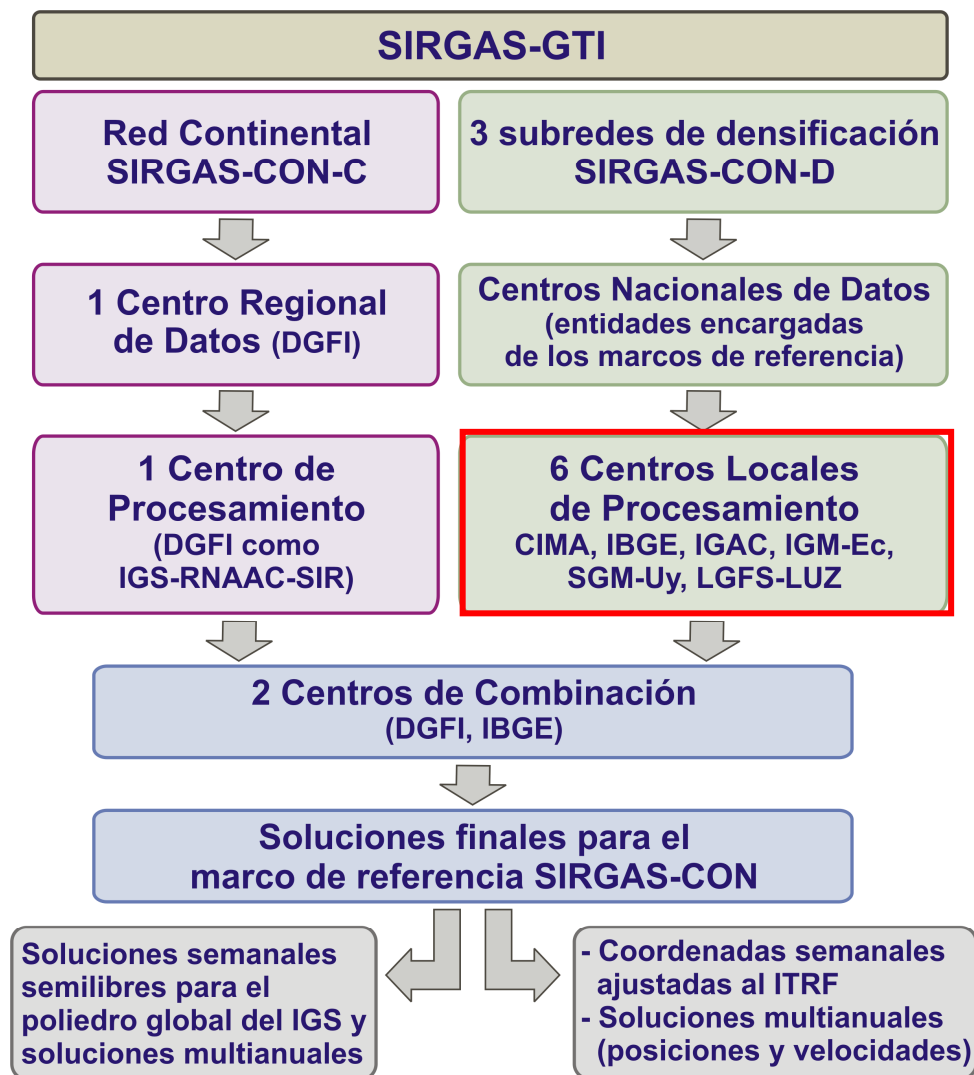 SIRGAS-GTI
Red Continental
SIRGAS-CON-C
3 subredes de densificación
SIRGAS-CON-D
1 Centro Regional
de Datos (DGFI)
Centros Nacionales de Datos
(entidades encargadas
de los marcos de referencia)
1 Centro de
Procesamiento
(DGFI como
IGS-RNAAC-SIR)
6 Centros Locales
de Procesamiento
CIMA, IBGE, IGAC, IGM-Ec,
SGM-Uy, LGFS-LUZ
2 Centros de Combinación
(DGFI, IBGE)
Soluciones finales para el
marco de referencia SIRGAS-CON
Soluciones semanales
semilibres para el
poliedro global del IGS y
soluciones multianuales
- Coordenadas semanales
ajustadas al ITRF
- Soluciones multianuales
(posiciones y velocidades)